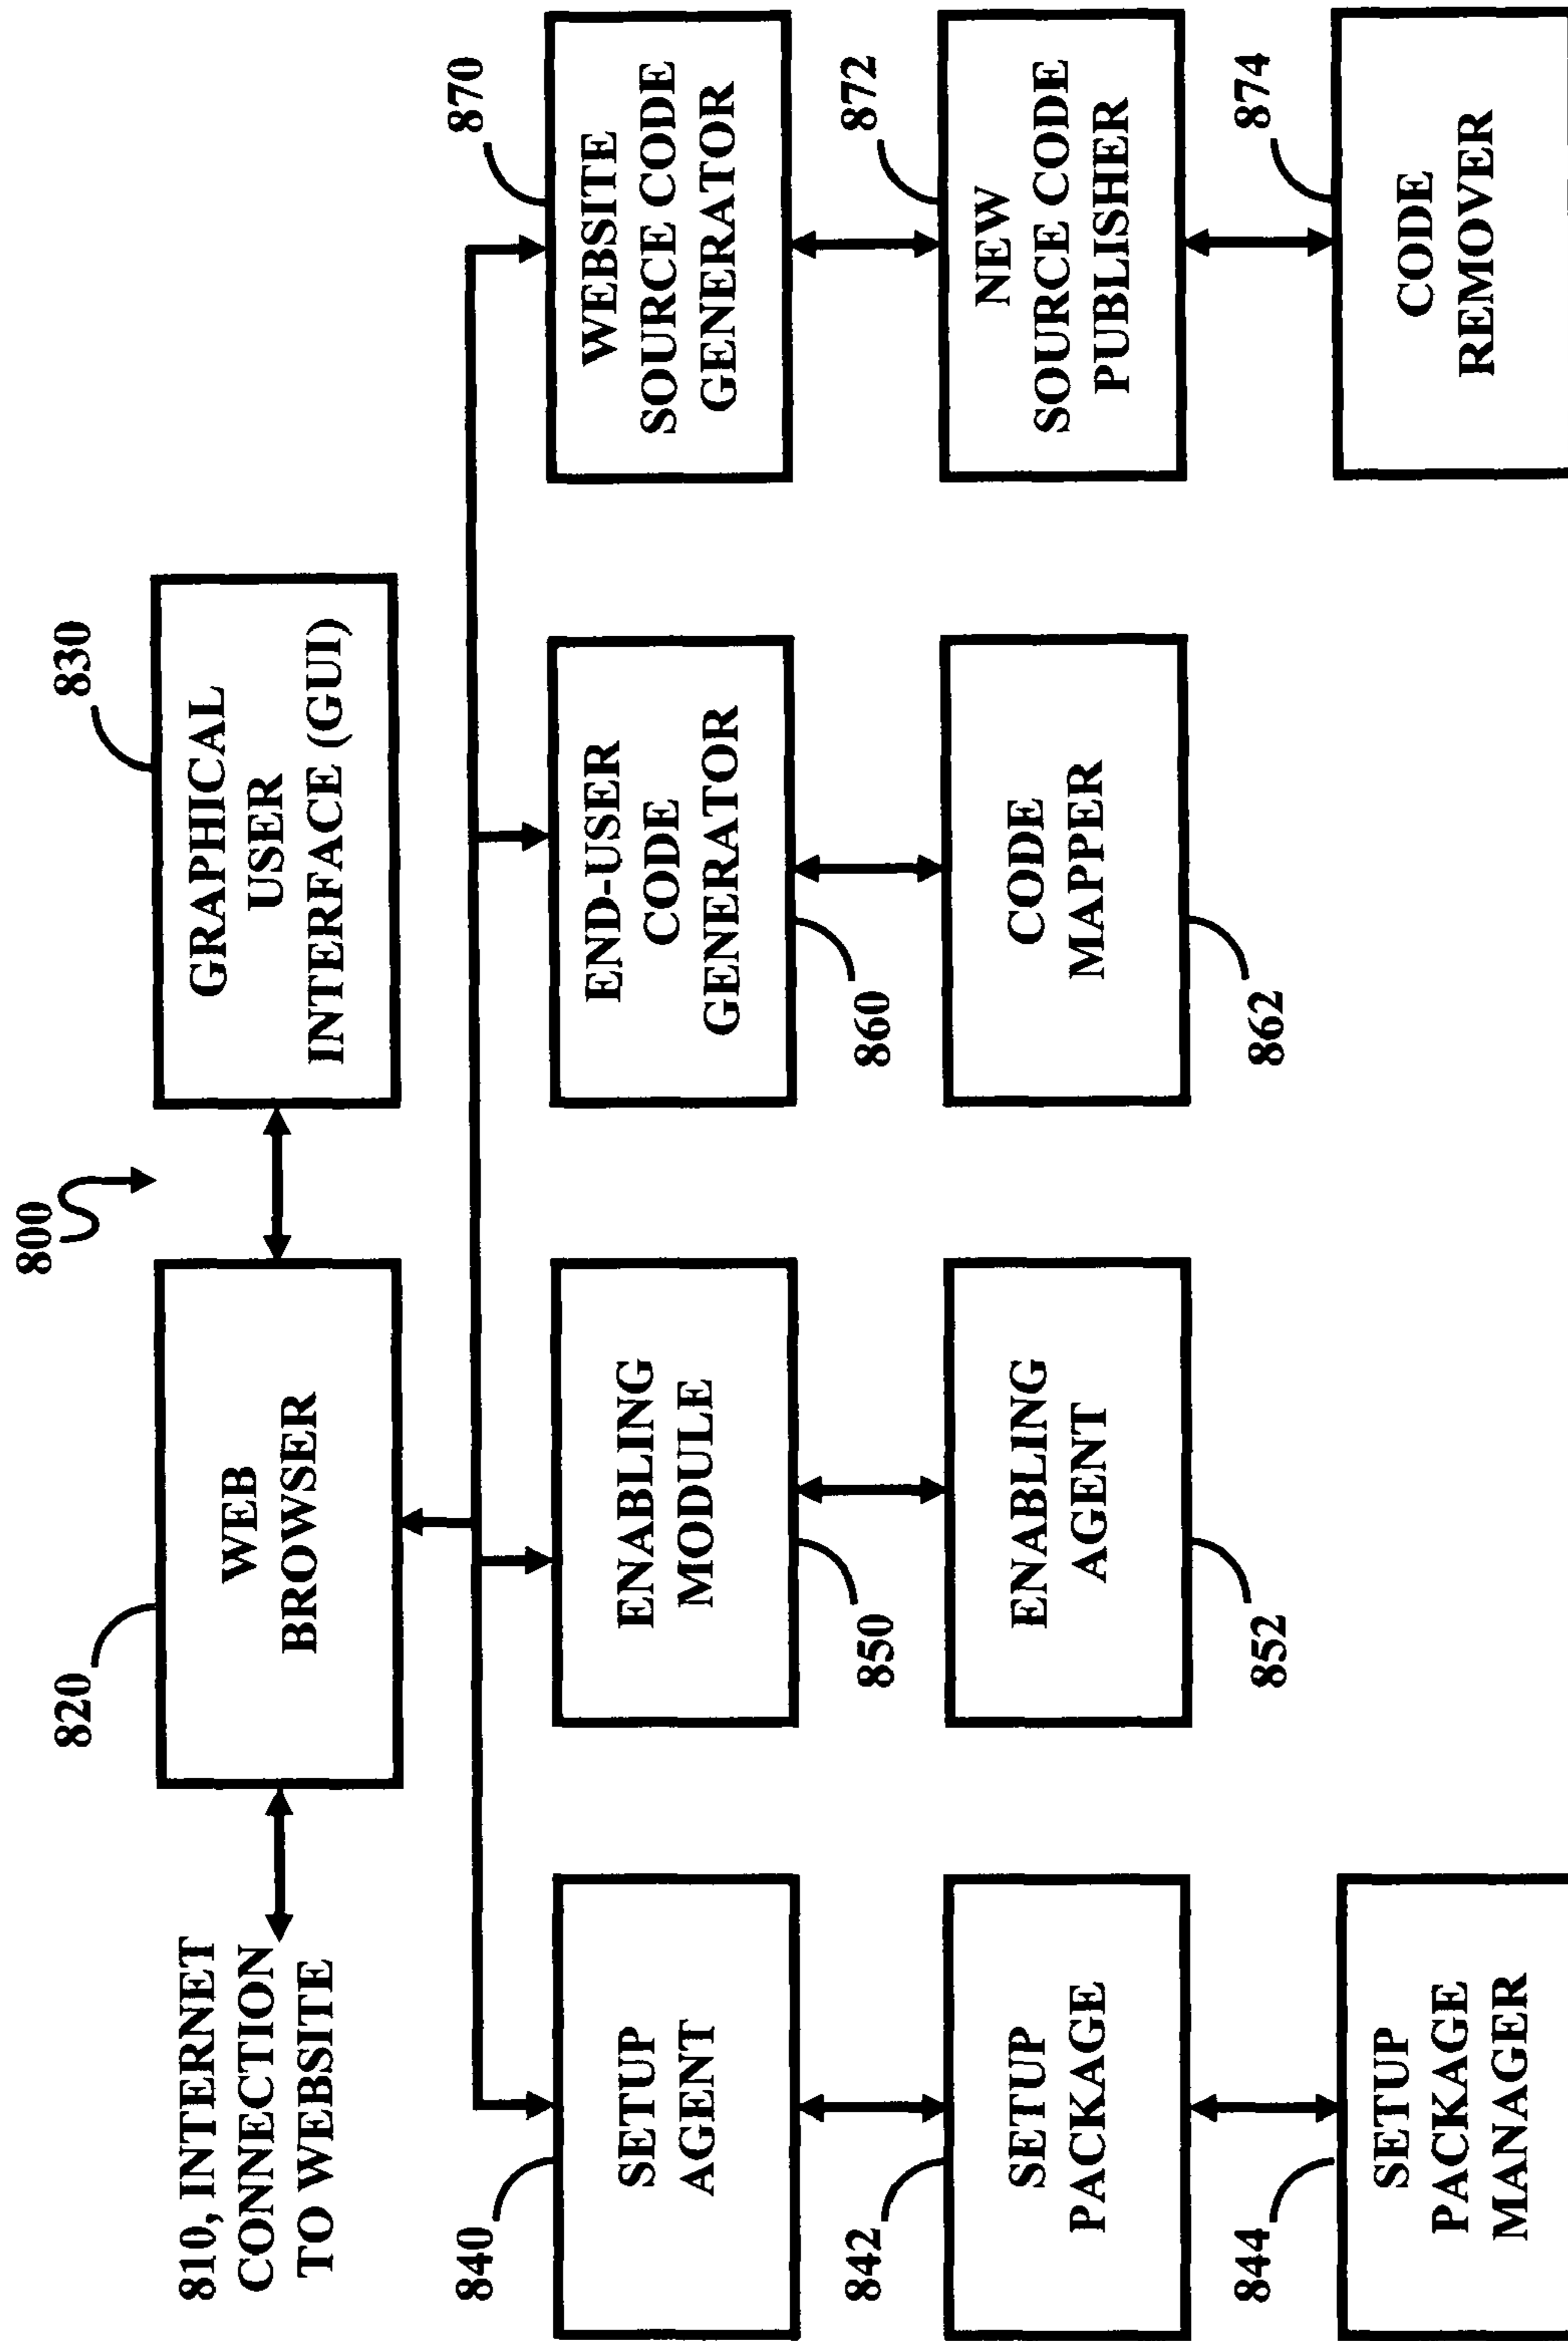 800
810, INTERNET
CONNECTION
TO WEBSITE
820
WEB
BROWSER
830
GRAPHICAL
USER
INTERFACE (GUI)
840
SETUP
AGENT
ENABLING
MODULE
850
END-USER
CODE
GENERATOR
860
870
WEBSITE
SOURCE CODE
GENERATOR
842
SETUP
PACKAGE
ENABLING
AGENT
852
CODE
MAPPER
862
872
NEW
SOURCE CODE
PUBLISHER
844
SETUP
PACKAGE
MANAGER
874
CODE
REMOVER